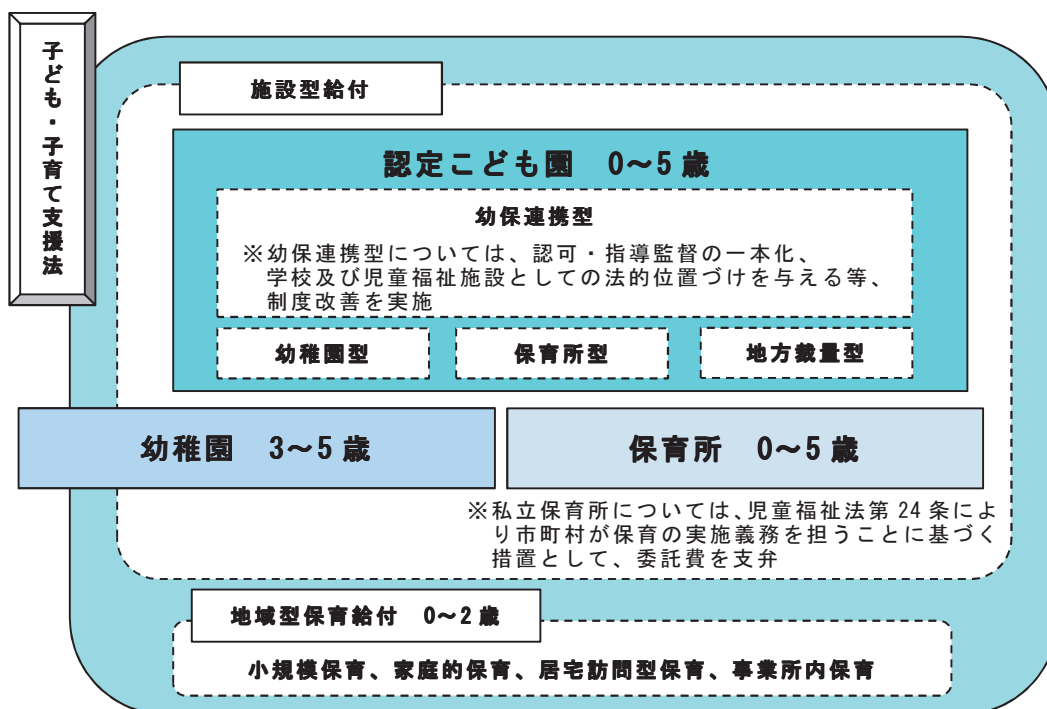 子ども・子育て支援法
施設型給付
認定こども園　0～5歳
幼保連携型
※幼保連携型については、認可・指導監督の一本化、
学校及び児童福祉施設としての法的位置づけを与える等、
制度改善を実施
幼稚園型
保育所型
地方裁量型
幼稚園　3～5歳
保育所　0～5歳
※私立保育所については、児童福祉法第24条によ
り市町村が保育の実施義務を担うことに基づく
措置として、委託費を支弁
地域型保育給付　0～2歳
小規模保育、家庭的保育、居宅訪問型保育、事業所内保育